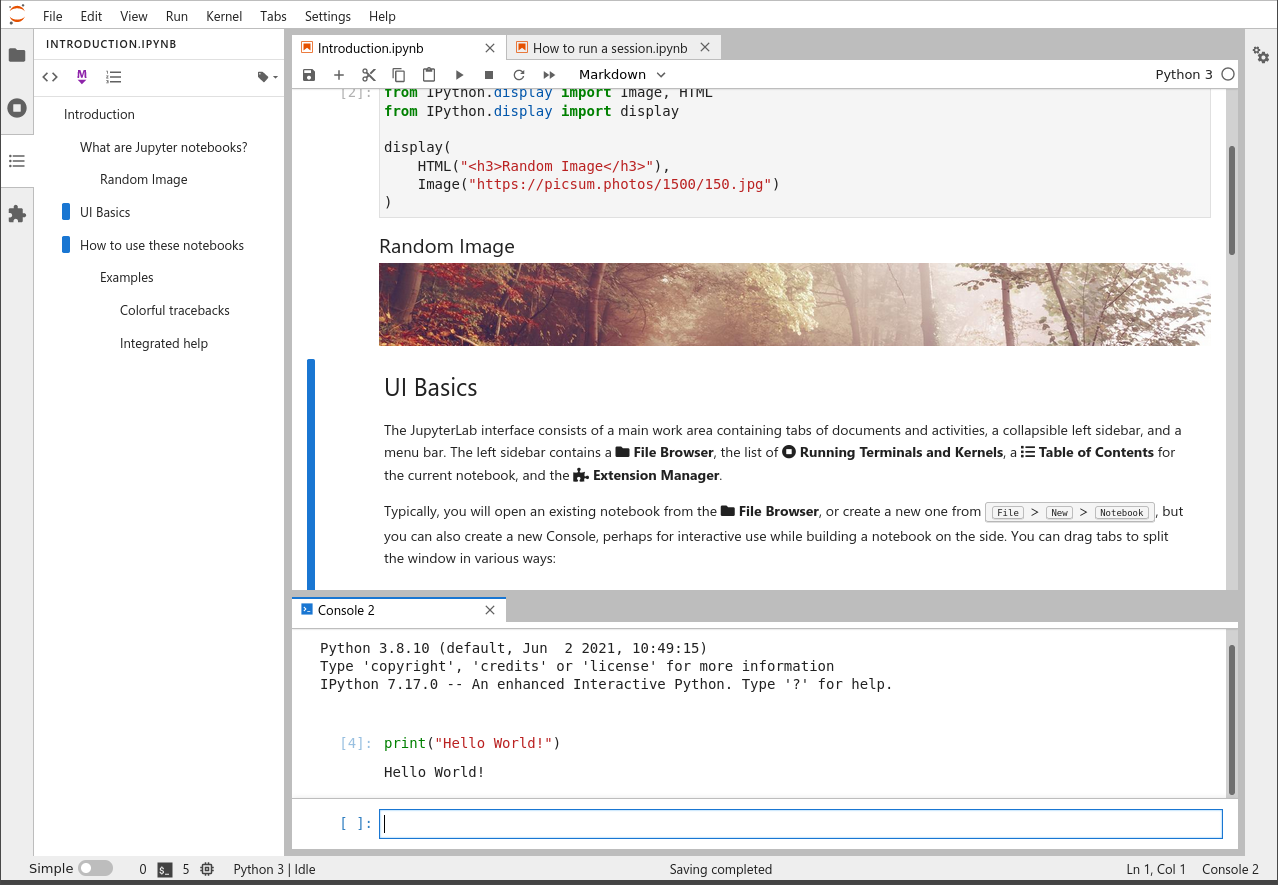 File Edit View Run Kernel Tabs Settings Help
INTRODUCTION.IPYNB
M
Introduction
What are Jupyter notebooks?
Random Image
UI Basics
How to use these notebooks
Examples
Colorful tracebacks
Integrated help
Introduction.ipynb
How to run a session.ipynb
Markdown
Python 3
[2]: from IPython.display import Image, HTML
from IPython.display import display
display(
HTML("<h3>Random Image</h3>"),
Image("https://picsum.photos/1500/150.jpg")
)
Random Image
UI Basics
The JupyterLab interface consists of a main work area containing tabs of documents and activities, a collapsible left sidebar, and a
menu bar. The left sidebar contains a File Browser, the list of Running Terminals and Kernels, a Table of Contents for
the current notebook, and the Extension Manager.
Typically, you will open an existing notebook from the File Browser, or create a new one from File > New > Notebook, but
you can also create a new Console, perhaps for interactive use while building a notebook on the side. You can drag tabs to split
the window in various ways:
Console 2
Python 3.8.10 (default, Jun  2 2021, 10:49:15)
Type 'copyright', 'credits' or 'license' for more information
IPython 7.17.0 -- An enhanced Interactive Python. Type '?' for help.
[4]: print("Hello World!")
Hello World!
[ ]:
Simple 0 $_ 5 Python 3 | Idle Saving completed Ln 1, Col 1 Console 2